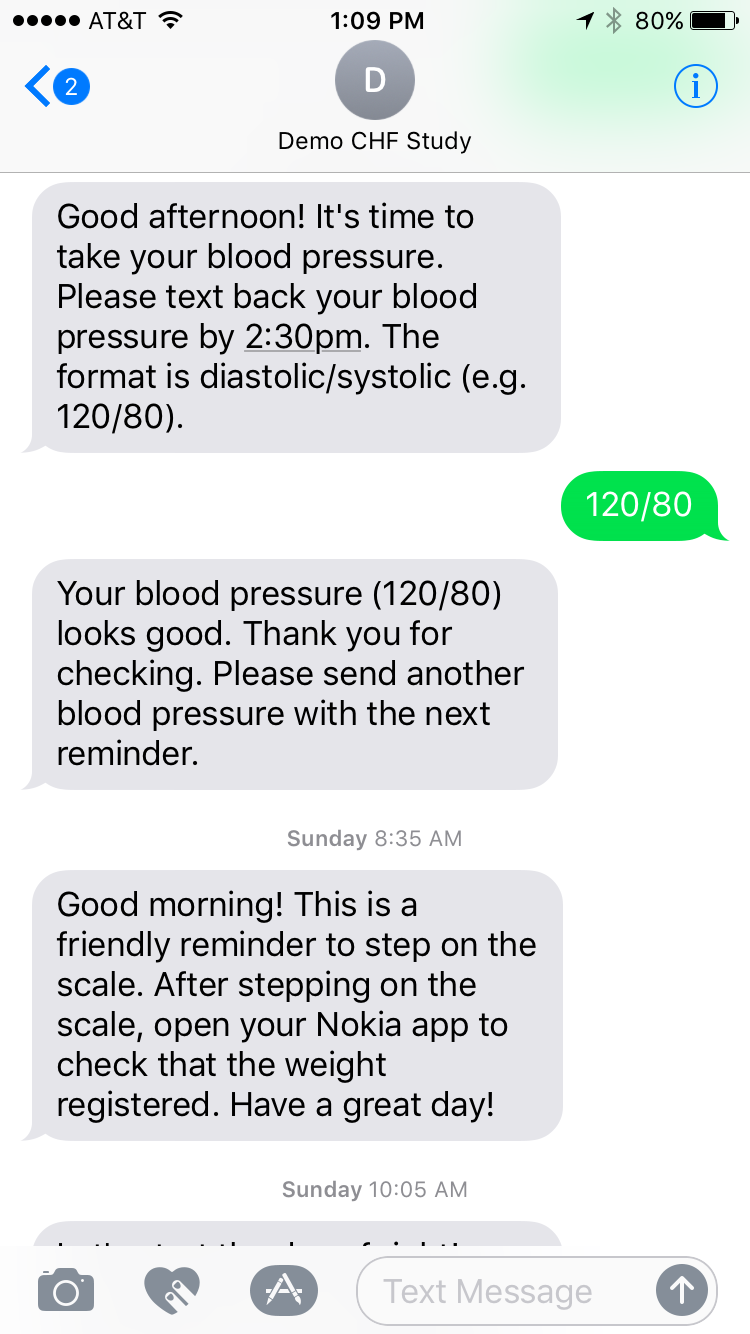 AT&T 1:09 PM 80%
2 D i
Demo CHF Study
Good afternoon! It's time to
take your blood pressure.
Please text back your blood
pressure by 2:30pm. The
format is diastolic/systolic (e.g.
120/80).
120/80
Your blood pressure (120/80)
looks good. Thank you for
checking. Please send another
blood pressure with the next
reminder.
Sunday 8:35 AM
Good morning! This is a
friendly reminder to step on the
scale. After stepping on the
scale, open your Nokia app to
check that the weight
registered. Have a great day!
Sunday 10:05 AM
Text Message